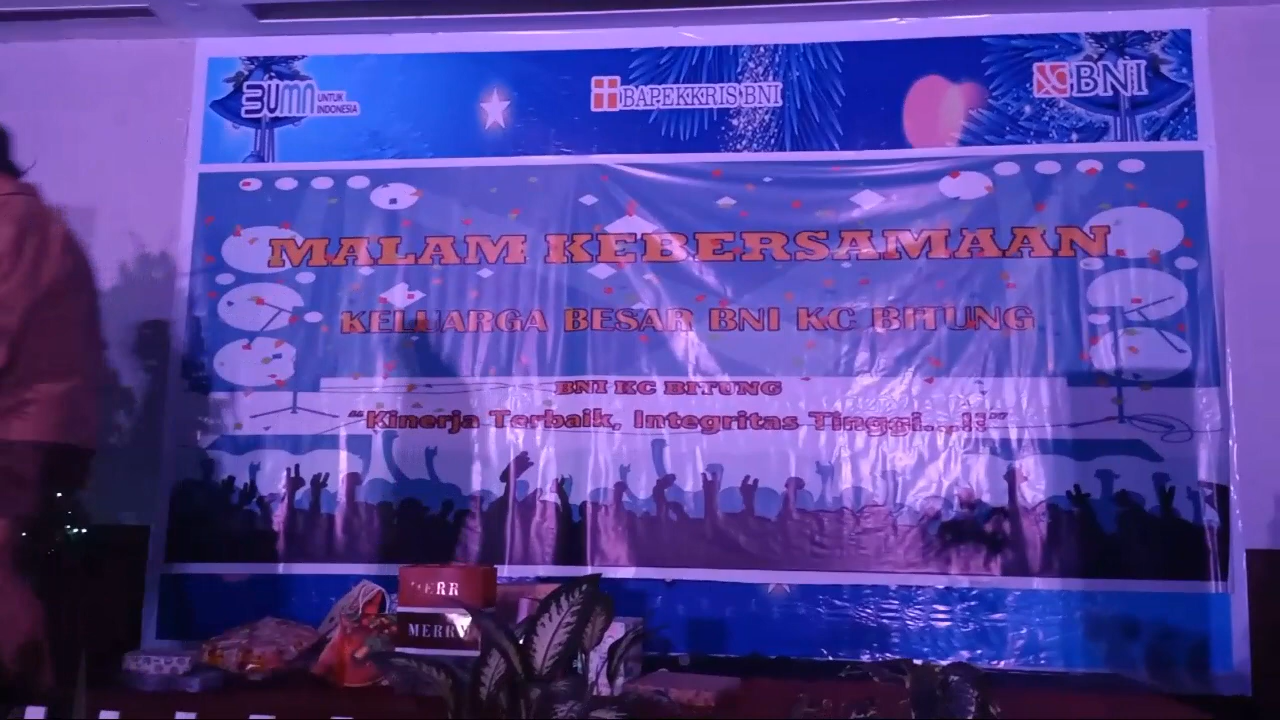 BUMN UNTUK INDONESIA
BAPEKKRIS BNI
BNI
MALAM KEBERSAMAAN
KELUARGA BESAR BNI KC BITUNG
BNI KC BITUNG
“Kinerja Terbaik, Integritas Tinggi...!!”
MERR
MERRY